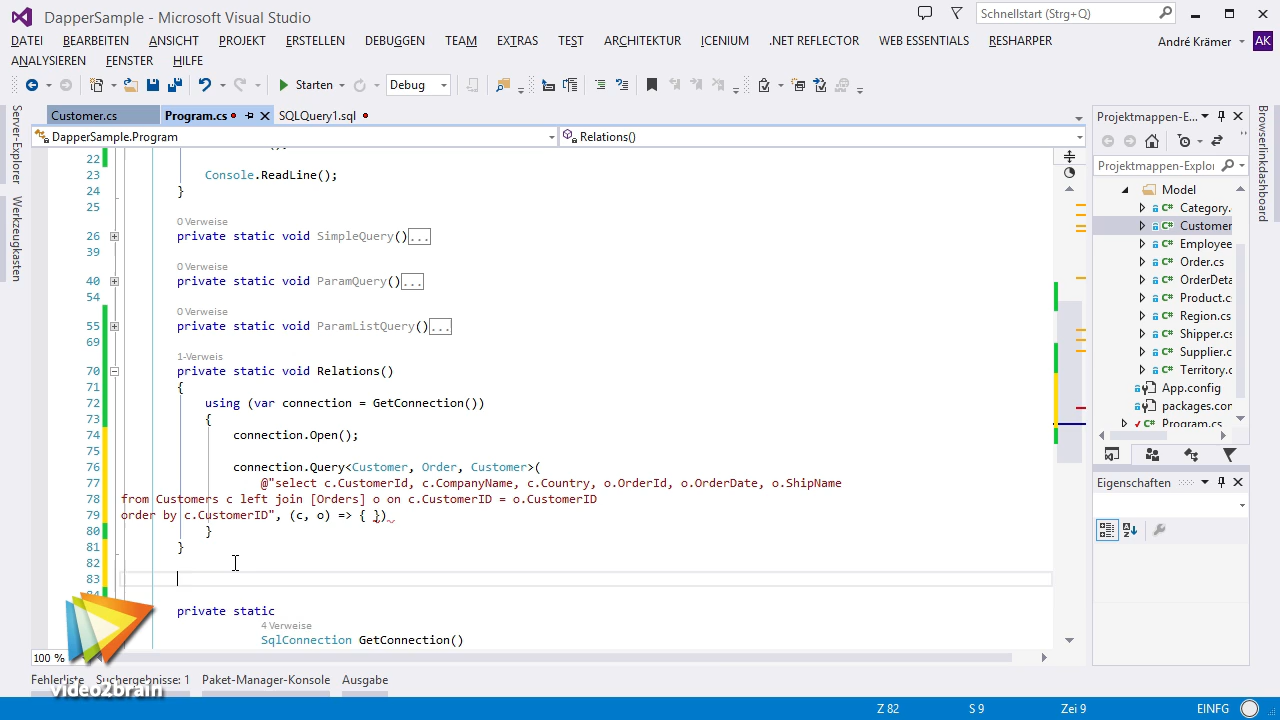 DapperSample - Microsoft Visual Studio
Schnellstart (Strg+Q)
DATEI BEARBEITEN ANSICHT PROJEKT ERSTELLEN DEBUGGEN TEAM EXTRAS TEST ARCHITEKTUR JCENIUM .NET REFLECTOR WEB ESSENTIALS RESHARPER
André Krämer AK
ANALYSIEREN FENSTER HILFE
Starten Debug
Server-Explorer
Werkzeugkasten
Customer.cs Program.cs SQLQuery1.sql
DapperSample.Program Relations()
22
23 Console.ReadLine();
24 }
25
0 Verweise
26 private static void SimpleQuery()...
39
0 Verweise
40 private static void ParamQuery()...
54
0 Verweise
55 private static void ParamListQuery()...
69
1-Verweis
70 private static void Relations()
71 {
72 using (var connection = GetConnection())
73 {
74 connection.Open();
75
76 connection.Query<Customer, Order, Customer>(
77 @"select c.CustomerId, c.CompanyName, c.Country, o.OrderId, o.OrderDate, o.ShipName
78 from Customers c left join [Orders] o on c.CustomerID = o.CustomerID
79 order by c.CustomerID", (c, o) => { })
80 }
81 }
82
83
private static
4 Verweise
SqlConnection GetConnection()
100 %
Fehlerliste Suchergebnisse: 1 Paket-Manager-Konsole Ausgabe
video2brain
Projektmappen-E...
Projektmappen-Explor
Model
Category.
Customer
Employee
Order.cs
OrderDeta
Product.c
Region.cs
Shipper.cs
Supplier.c
Territory.c
App.config
packages.con
Program.cs
Eigenschaften
Browserlinkdashboard
Z 82 S 9 Zei 9 EINFG